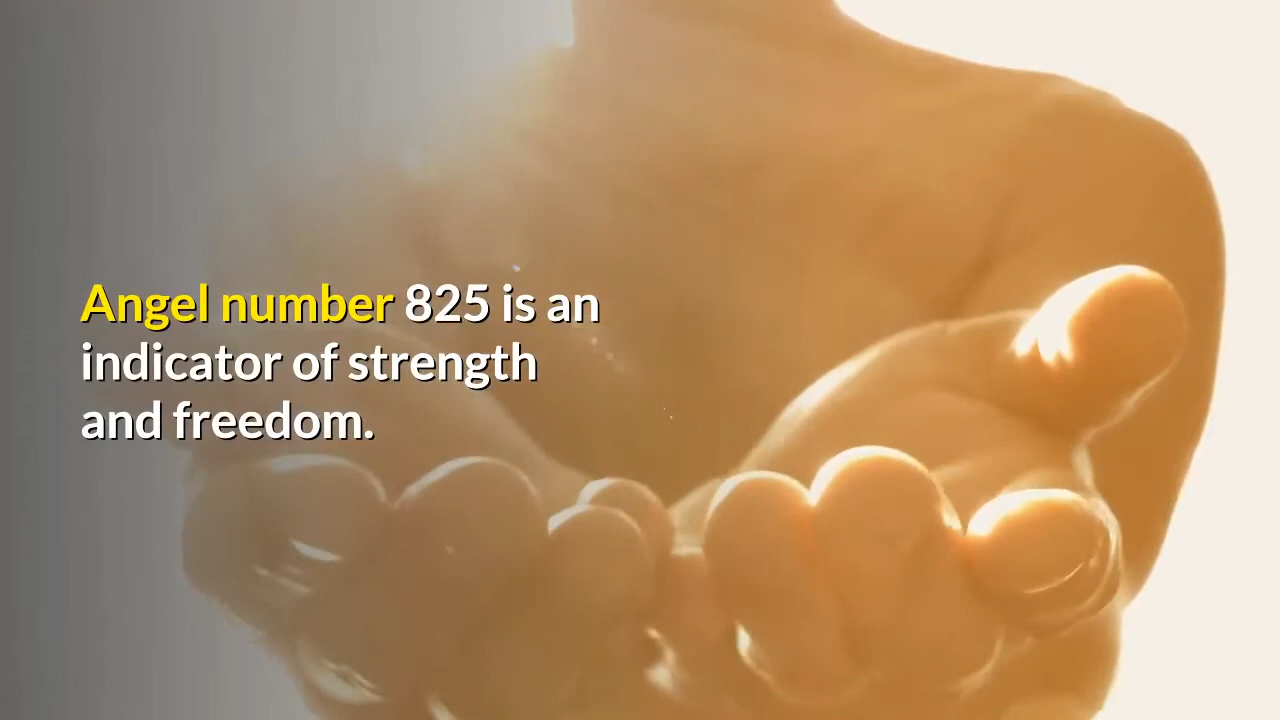 Angel number 825 is an
indicator of strength
and freedom.